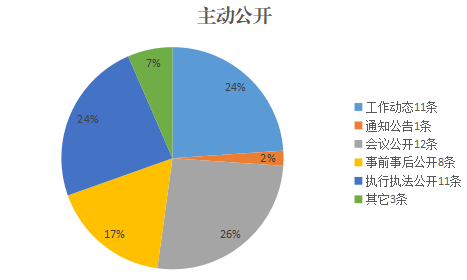 主动公开
7%
24%
24%
2%
17%
26%
工作动态11条
通知公告1条
会议公开12条
事前事后公开8条
执行执法公开11条
其它3条